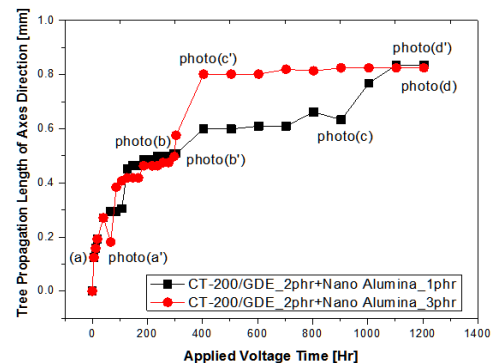 Tree Propagation Length of Axes Direction [mm]
1.0
0.8
0.6
0.4
0.2
0.0
photo(c')
photo(d')
photo(d)
photo(b)
photo(b')
photo(c)
(a)
photo(a')
CT-200/GDE_2phr+Nano Alumina_1phr
CT-200/GDE_2phr+Nano Alumina_3phr
0 200 400 600 800 1000 1200 1400
Applied Voltage Time [Hr]